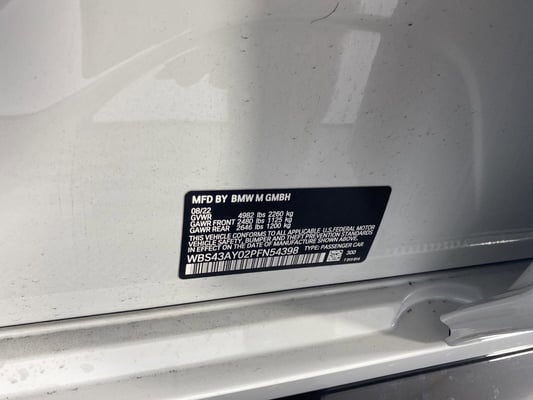 MFD BY BMW M GMBH
08/22
GVWR 4982 lbs 2260 kg
GAWR FRONT 2480 lbs 1125 kg
GAWR REAR 2646 lbs 1200 kg
THIS VEHICLE CONFORMS TO ALL APPLICABLE U.S. FEDERAL MOTOR
VEHICLE SAFETY, BUMPER, AND THEFT PREVENTION STANDARDS IN
EFFECT ON THE DATE OF MANUFACTURE SHOWN ABOVE.
TYPE: PASSENGER CAR
WBS43AY02PFN54398
300